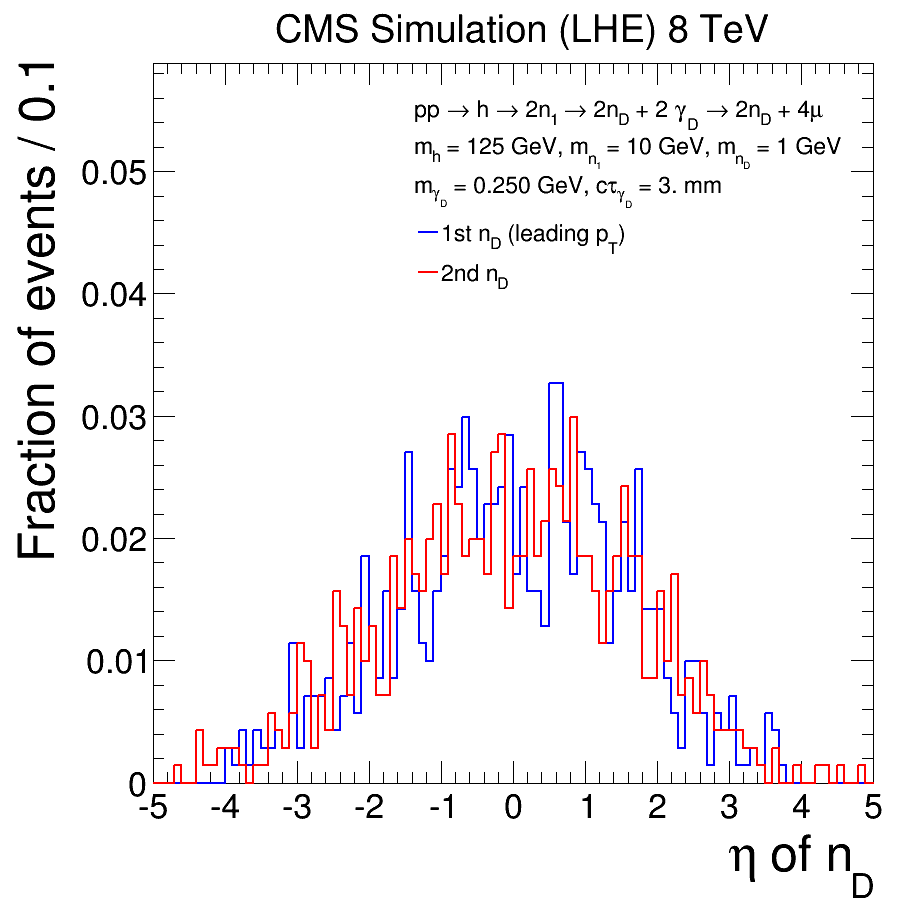 CMS Simulation (LHE) 8 TeV
Fraction of events / 0.1
pp → h → 2n₁ → 2n_D + 2 γ_D → 2n_D + 4μ
m_h = 125 GeV, m_n₁ = 10 GeV, m_n_D = 1 GeV
m_γ_D = 0.250 GeV, cτ_γ_D = 3. mm
1st n_D (leading p_T)
2nd n_D
0.05
0.04
0.03
0.02
0.01
0
-5 -4 -3 -2 -1 0 1 2 3 4 5
η of n_D